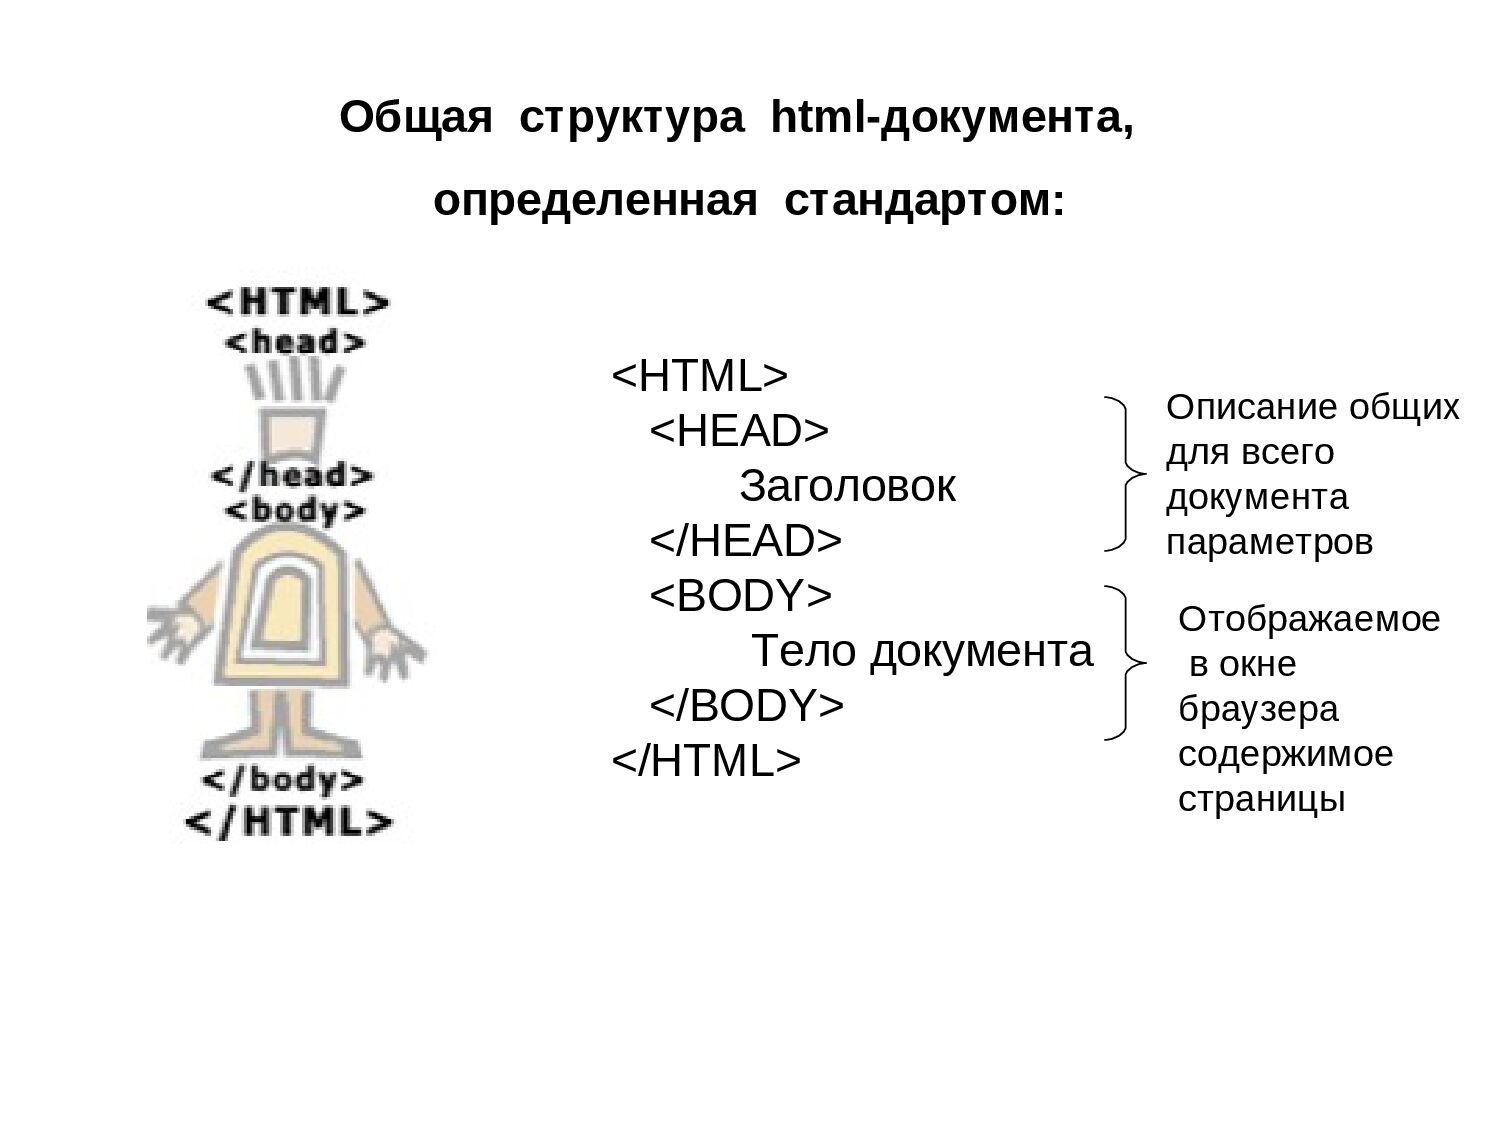 Общая структура html-документа,
определенная стандартом:
<HTML>
<head>
</head>
<body>
</body>
</HTML>
<HTML>
<HEAD>
Заголовок
</HEAD>
<BODY>
Тело документа
</BODY>
</HTML>
Описание общих
для всего
документа
параметров
Отображаемое
в окне
браузера
содержимое
страницы